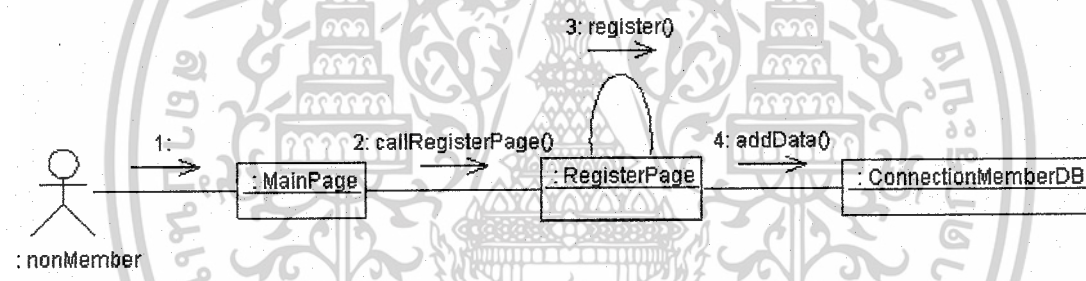 3: register()
1:
2: callRegisterPage()
4: addData()
: MainPage
: RegisterPage
: ConnectionMemberDB
: nonMember